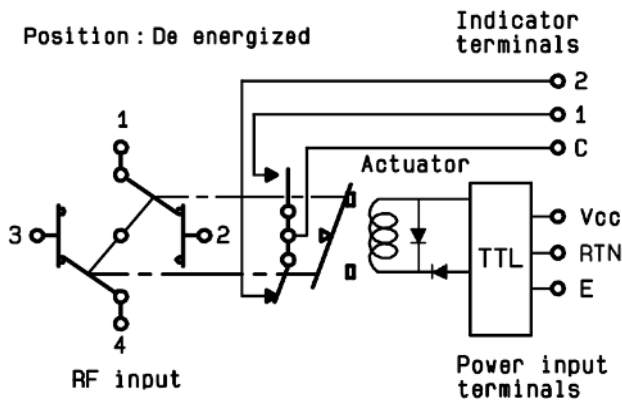 Position : De energized
Indicator
terminals
2
1
C
1
Actuator
3
2
Vcc
RTN
E
TTL
4
RF input
Power input
terminals